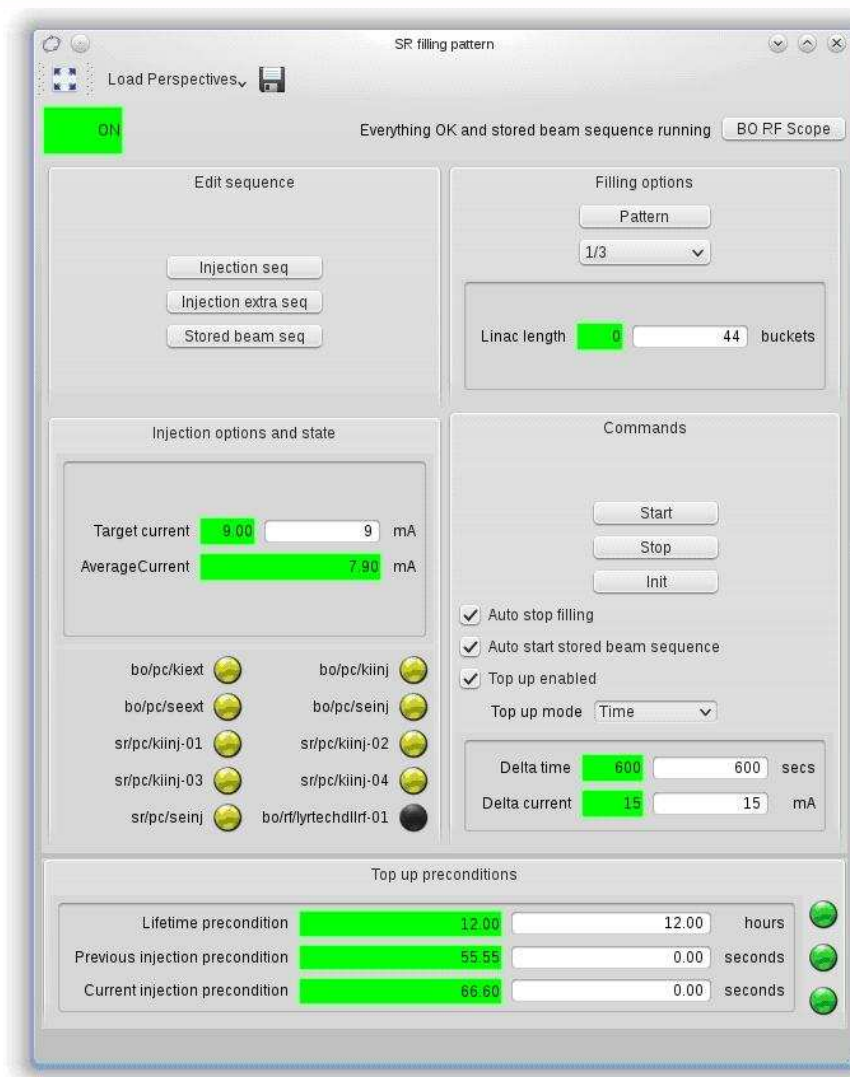 SR filling pattern
Load Perspectives
ON
Everything OK and stored beam sequence running BO RF Scope
Edit sequence
Injection seq
Injection extra seq
Stored beam seq
Filling options
Pattern
1/3
Linac length 0 44 buckets
Injection options and state
Target current 9.00 9 mA
AverageCurrent 7.90 mA
bo/pc/kiext bo/pc/kiinj
bo/pc/seext bo/pc/seinj
sr/pc/kiinj-01 sr/pc/kiinj-02
sr/pc/kiinj-03 sr/pc/kiinj-04
sr/pc/seinj bo/rf/lyrtechdllrf-01
Commands
Start
Stop
Init
Auto stop filling
Auto start stored beam sequence
Top up enabled
Top up mode Time
Delta time 600 600 secs
Delta current 15 15 mA
Top up preconditions
Lifetime precondition 12.00 12.00 hours
Previous injection precondition 55.55 0.00 seconds
Current injection precondition 66.60 0.00 seconds